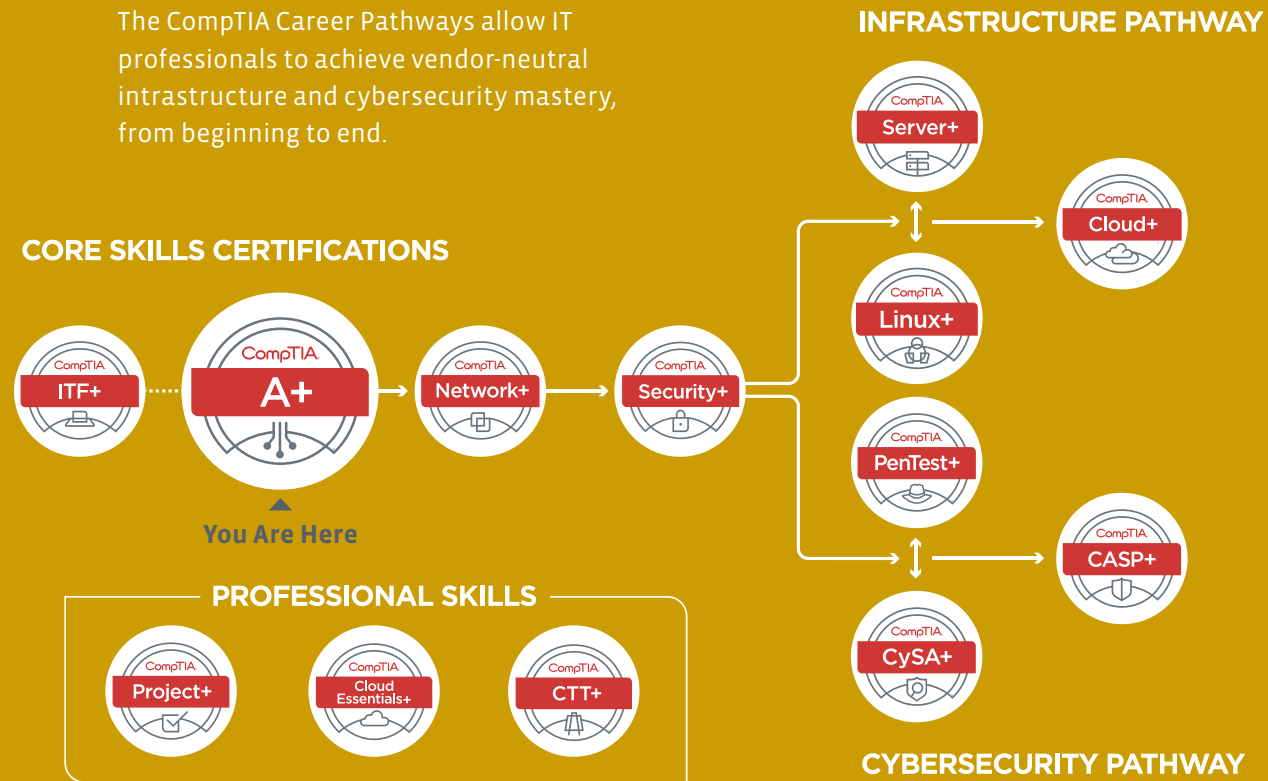 The CompTIA Career Pathways allow IT
professionals to achieve vendor-neutral
intrastructure and cybersecurity mastery,
from beginning to end.
INFRASTRUCTURE PATHWAY
CompTIA.
Server+
CompTIA.
Cloud+
CORE SKILLS CERTIFICATIONS
CompTIA.
ITF+
CompTIA.
A+
CompTIA.
Network+
CompTIA.
Security+
CompTIA.
Linux+
CompTIA.
PenTest+
You Are Here
CompTIA.
CASP+
CompTIA.
CySA+
PROFESSIONAL SKILLS
CompTIA.
Project+
CompTIA.
Cloud
Essentials+
CompTIA.
CTT+
CYBERSECURITY PATHWAY